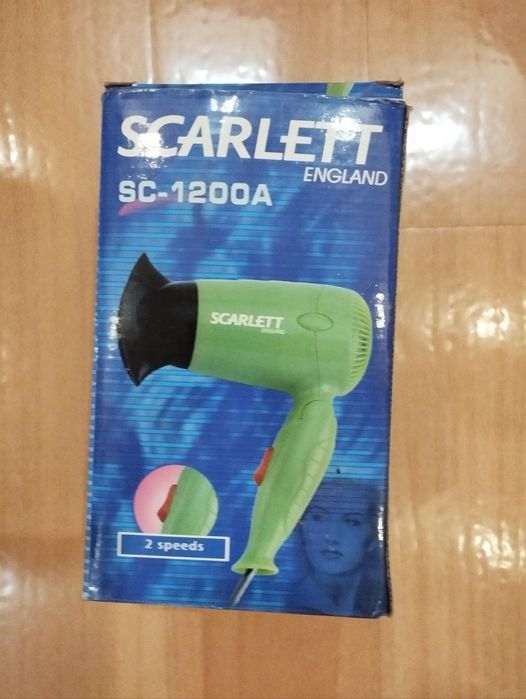 SCARLETT
ENGLAND
SC-1200A
SCARLETT
ENGLAND
2 speeds